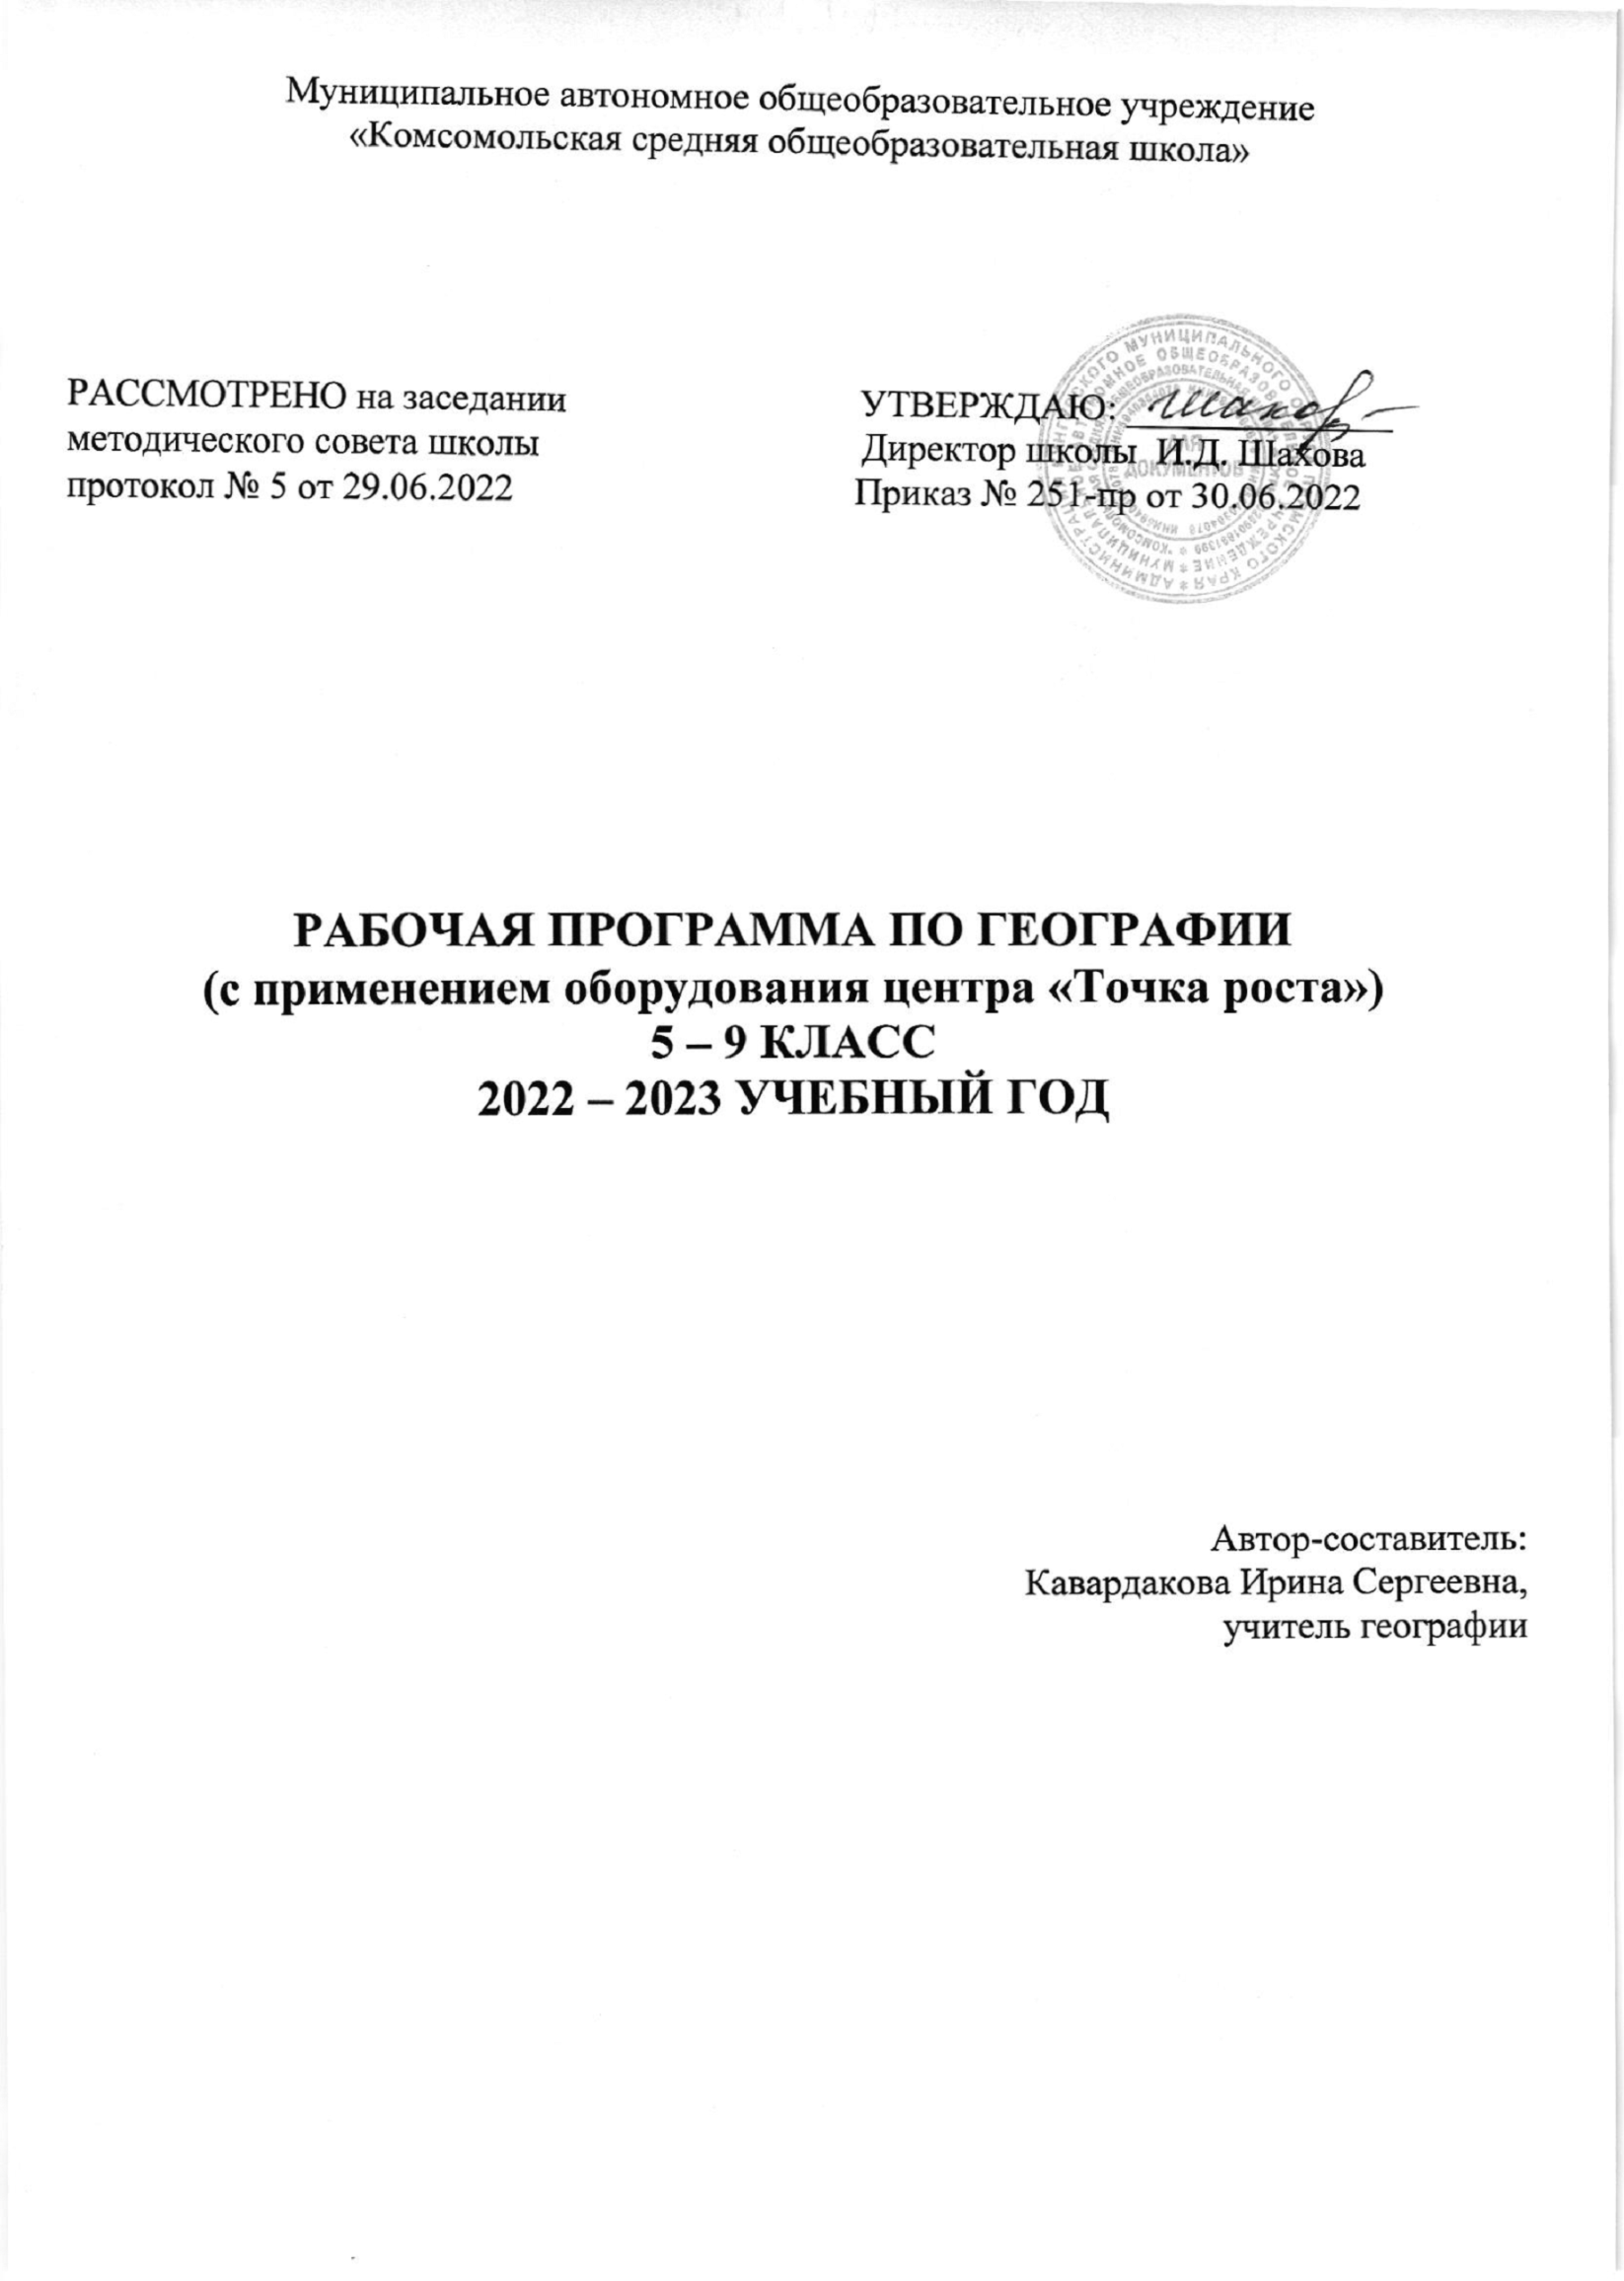 Муниципальное автономное общеобразовательное учреждение
«Комсомольская средняя общеобразовательная школа»
РАССМОТРЕНО на заседании
методического совета школы
протокол № 5 от 29.06.2022
УТВЕРЖДАЮ:
Директор школы И.Д. Шахова
Приказ № 251-пр от 30.06.2022
ДЛЯ
ДОКУМЕНТОВ
РАБОЧАЯ ПРОГРАММА ПО ГЕОГРАФИИ
(с применением оборудования центра «Точка роста»)
5 – 9 КЛАСС
2022 – 2023 УЧЕБНЫЙ ГОД
Автор-составитель:
Кавардакова Ирина Сергеевна,
учитель географии